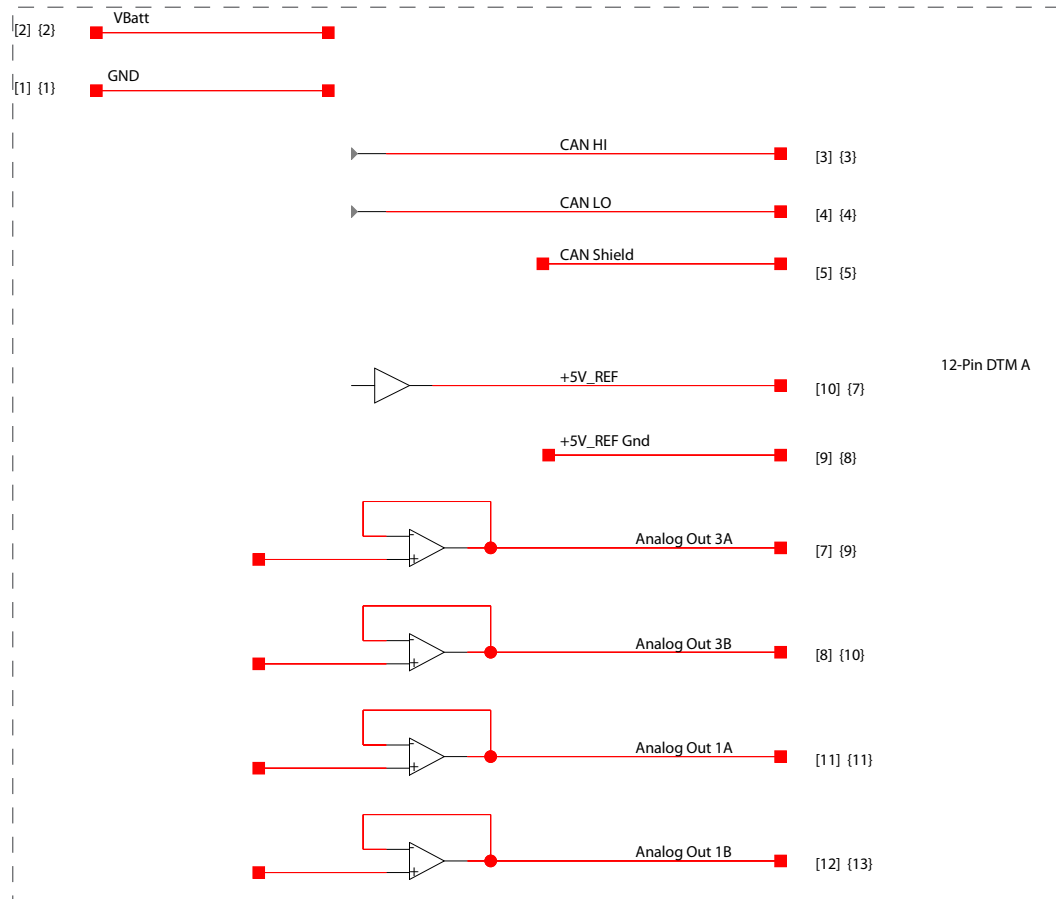 VBatt
[2] {2}
GND
[1] {1}
CAN HI
[3] {3}
CAN LO
[4] {4}
CAN Shield
[5] {5}
12-Pin DTM A
+5V_REF
[10] {7}
+5V_REF Gnd
[9] {8}
- +
Analog Out 3A
[7] {9}
- +
Analog Out 3B
[8] {10}
- +
Analog Out 1A
[11] {11}
- +
Analog Out 1B
[12] {13}